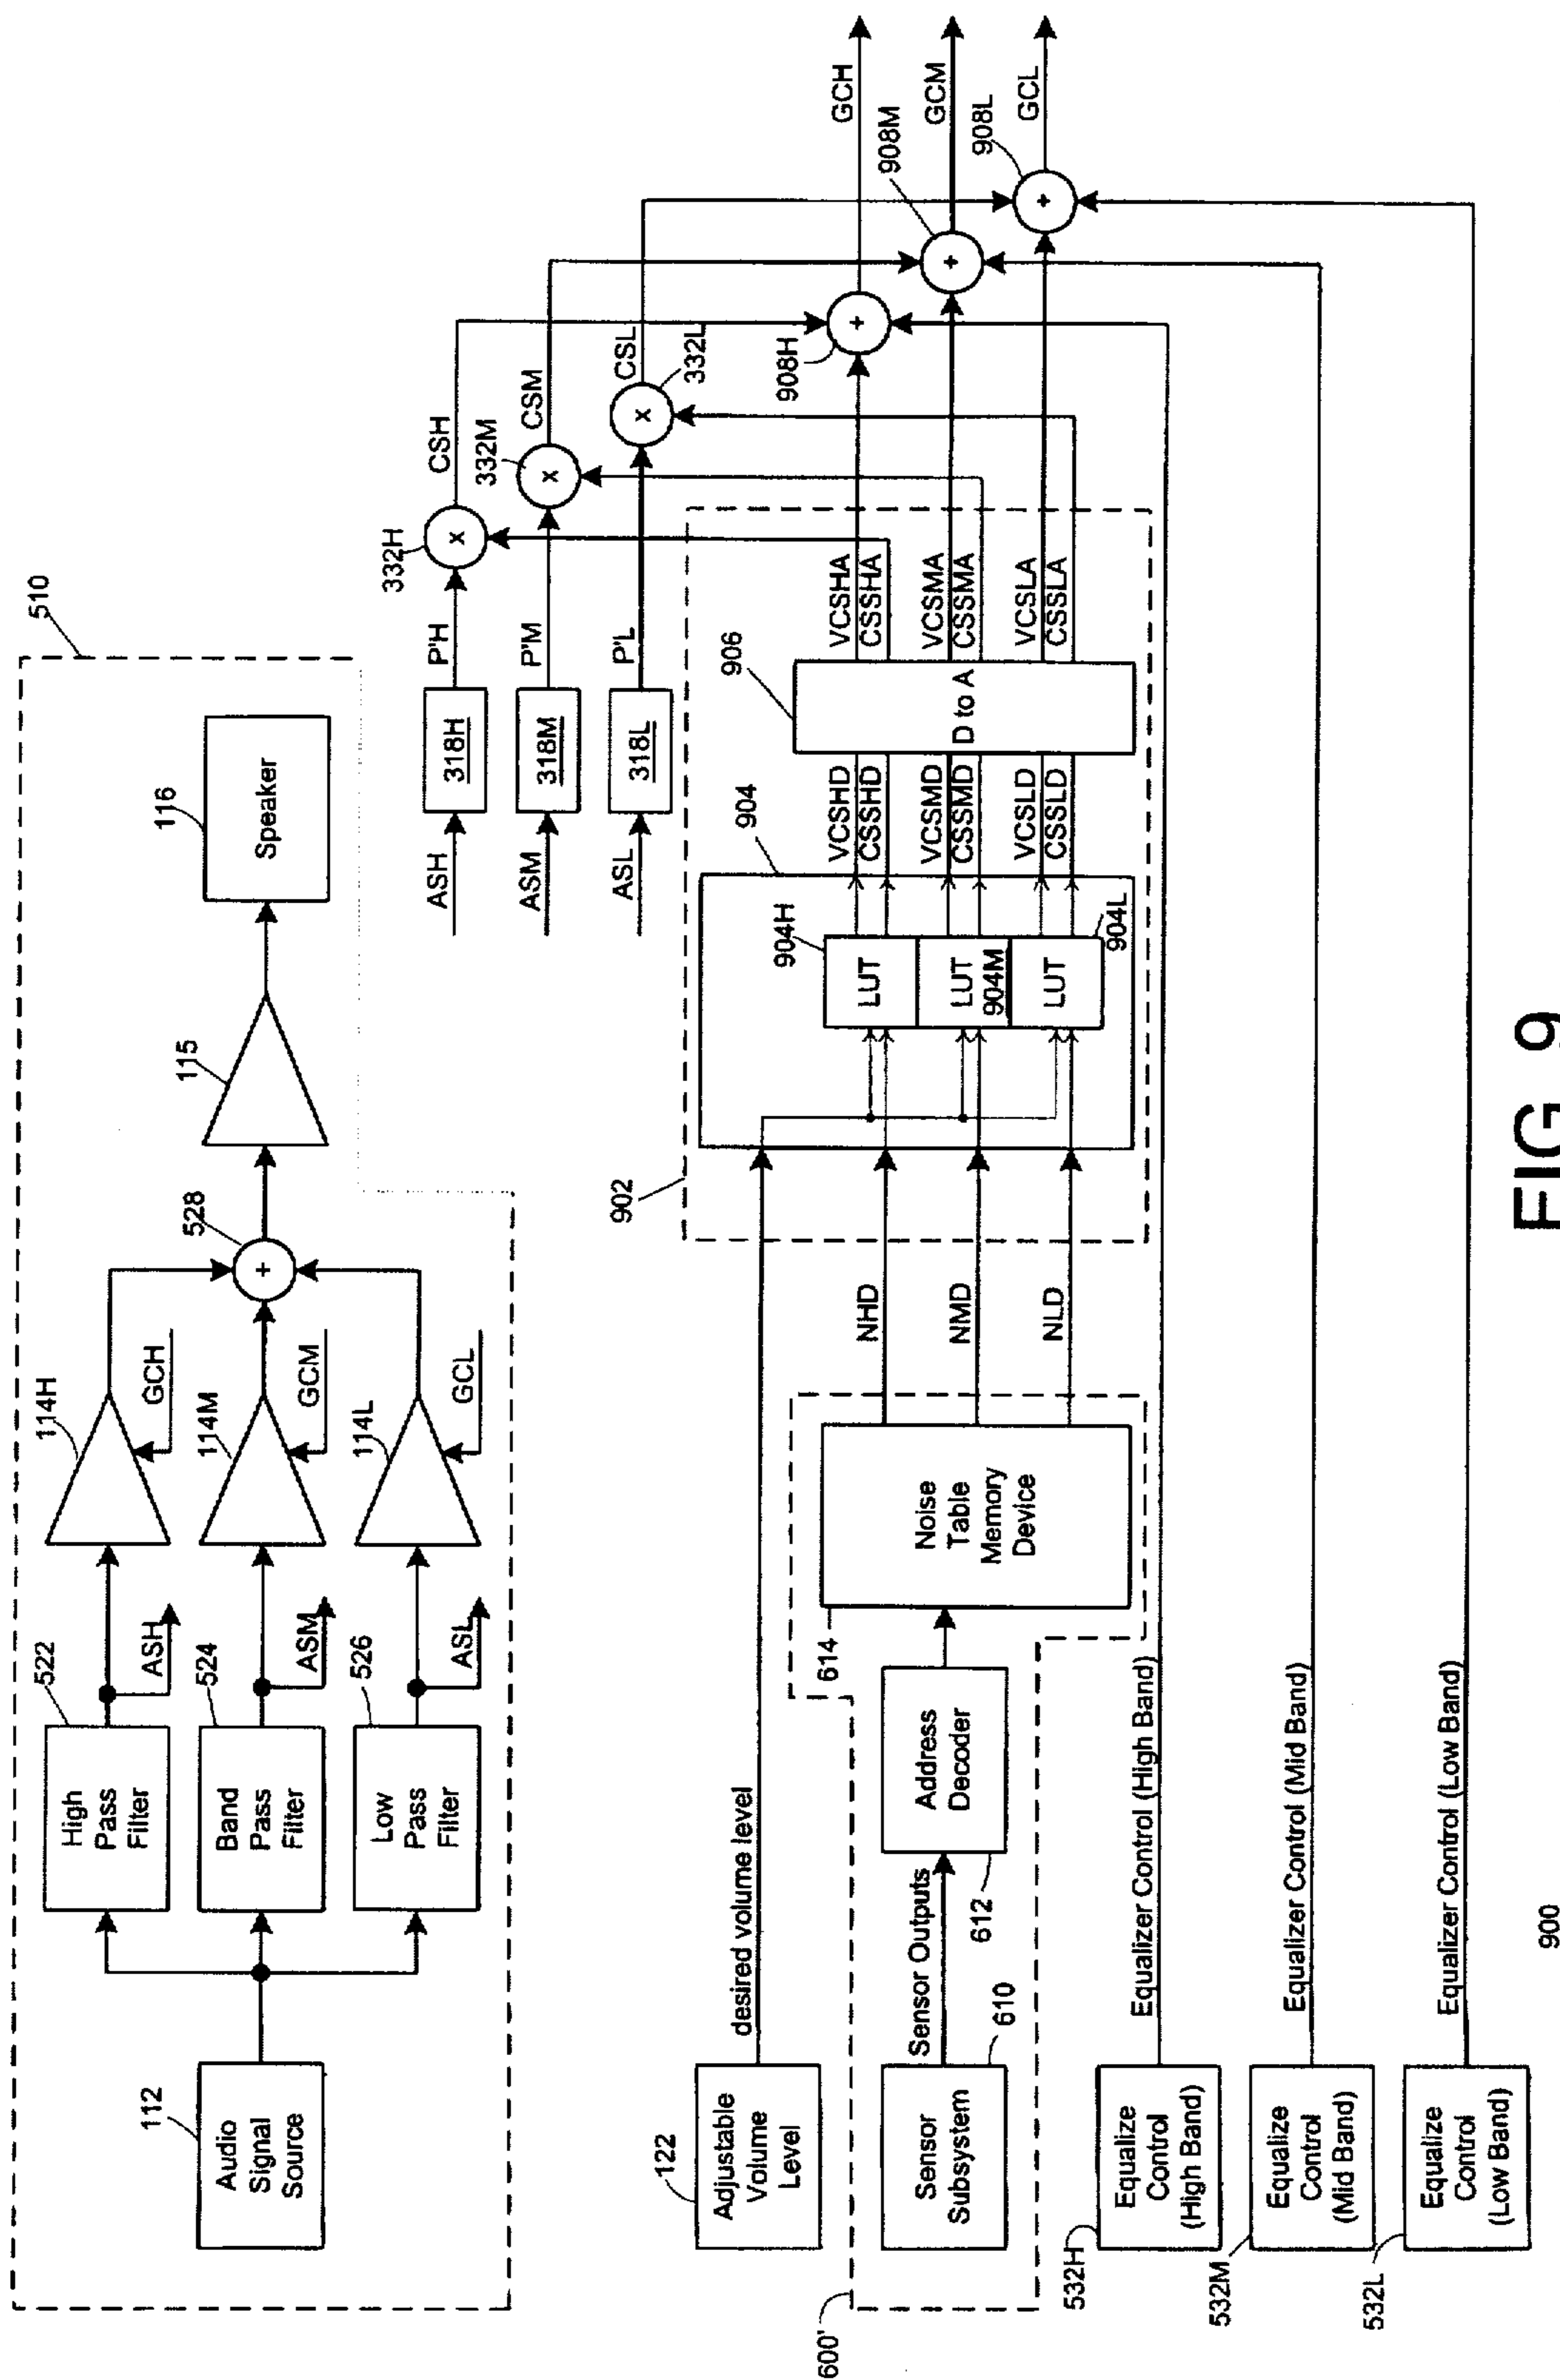 510
112
Audio
Signal
Source
522
High
Pass
Filter
524
Band
Pass
Filter
526
Low
Pass
Filter
ASH
ASM
ASL
114H
GCH
114M
GCM
114L
GCL
528
+
115
116
Speaker
ASH
318H
P'H
332H
x
CSH
ASM
318M
P'M
332M
x
CSM
ASL
318L
P'L
332L
x
CSL
122
Adjustable
Volume
Level
desired volume level
600'
Sensor
Subsystem
610
Sensor Outputs
Address
Decoder
612
614
Noise
Table
Memory
Device
NHD
NMD
NLD
902
904
904H
LUT
LUT
904M
LUT
904L
VCSHD
CSSHD
VCSMD
CSSMD
VCSLD
CSSLD
906
D to A
VCSHA
CSSHA
VCSMA
CSSMA
VCSLA
CSSLA
908H
+
GCH
908M
+
GCM
908L
+
GCL
532H
Equalize
Control
(High Band)
Equalizer Control (High Band)
532M
Equalize
Control
(Mid Band)
Equalizer Control (Mid Band)
532L
Equalize
Control
(Low Band)
Equalizer Control (Low Band)
900
FIG. 9